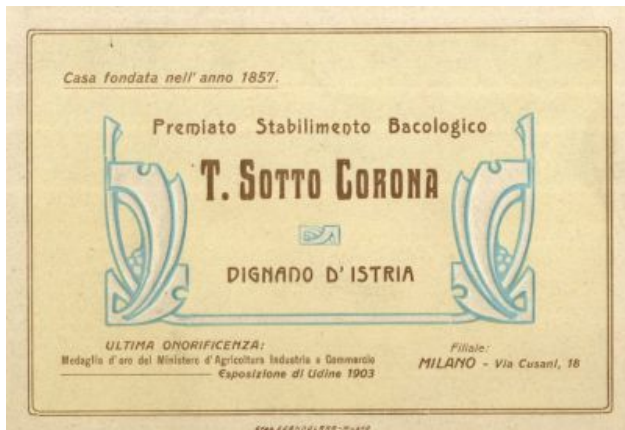 Casa fondata nell' anno 1857.
Premiato Stabilimento Bacologico
T. SOTTO CORONA
DIGNANO D' ISTRIA
ULTIMA ONORIFICENZA:
Medaglia d' oro del Ministero d' Agricoltura Industria e Commercio
Esposizione di Udine 1903
Filiale:
MILANO - Via Cusani, 18